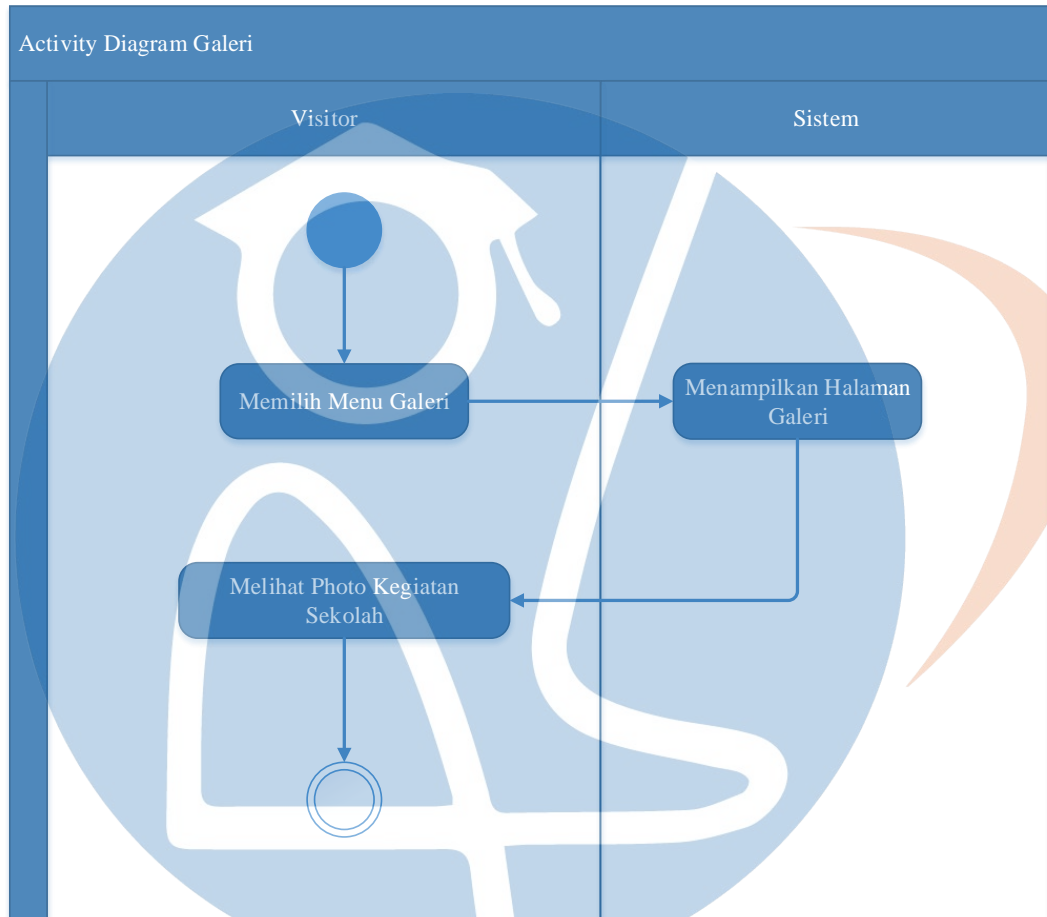 Activity Diagram Galeri
Visitor
Sistem
Memilih Menu Galeri
Menampilkan Halaman
Galeri
Melihat Photo Kegiatan
Sekolah